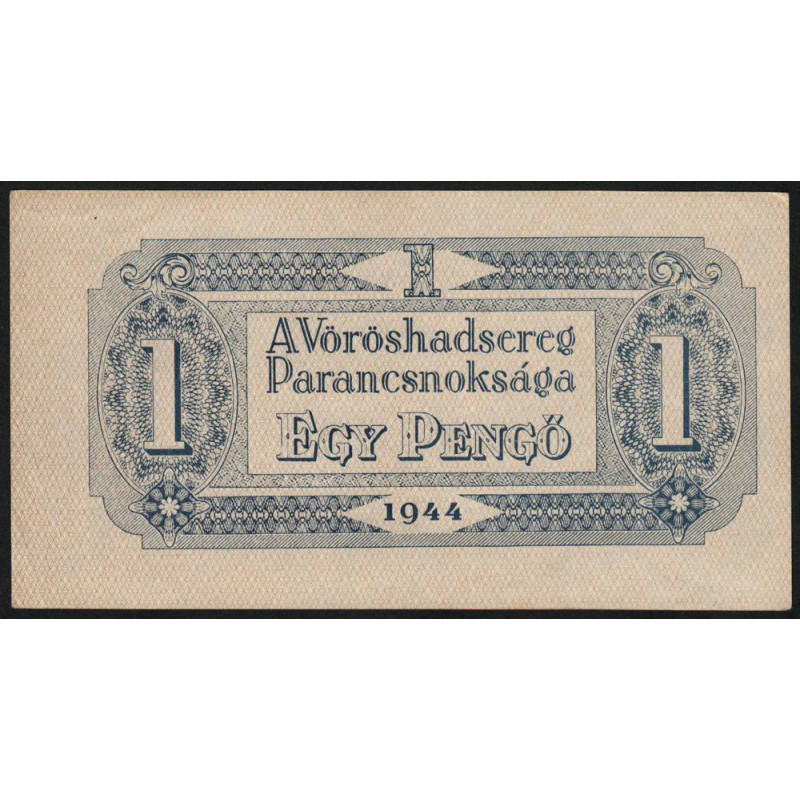 1
A Vöröshadsereg
1 Parancsnoksága 1
EGY PENGŐ
1944